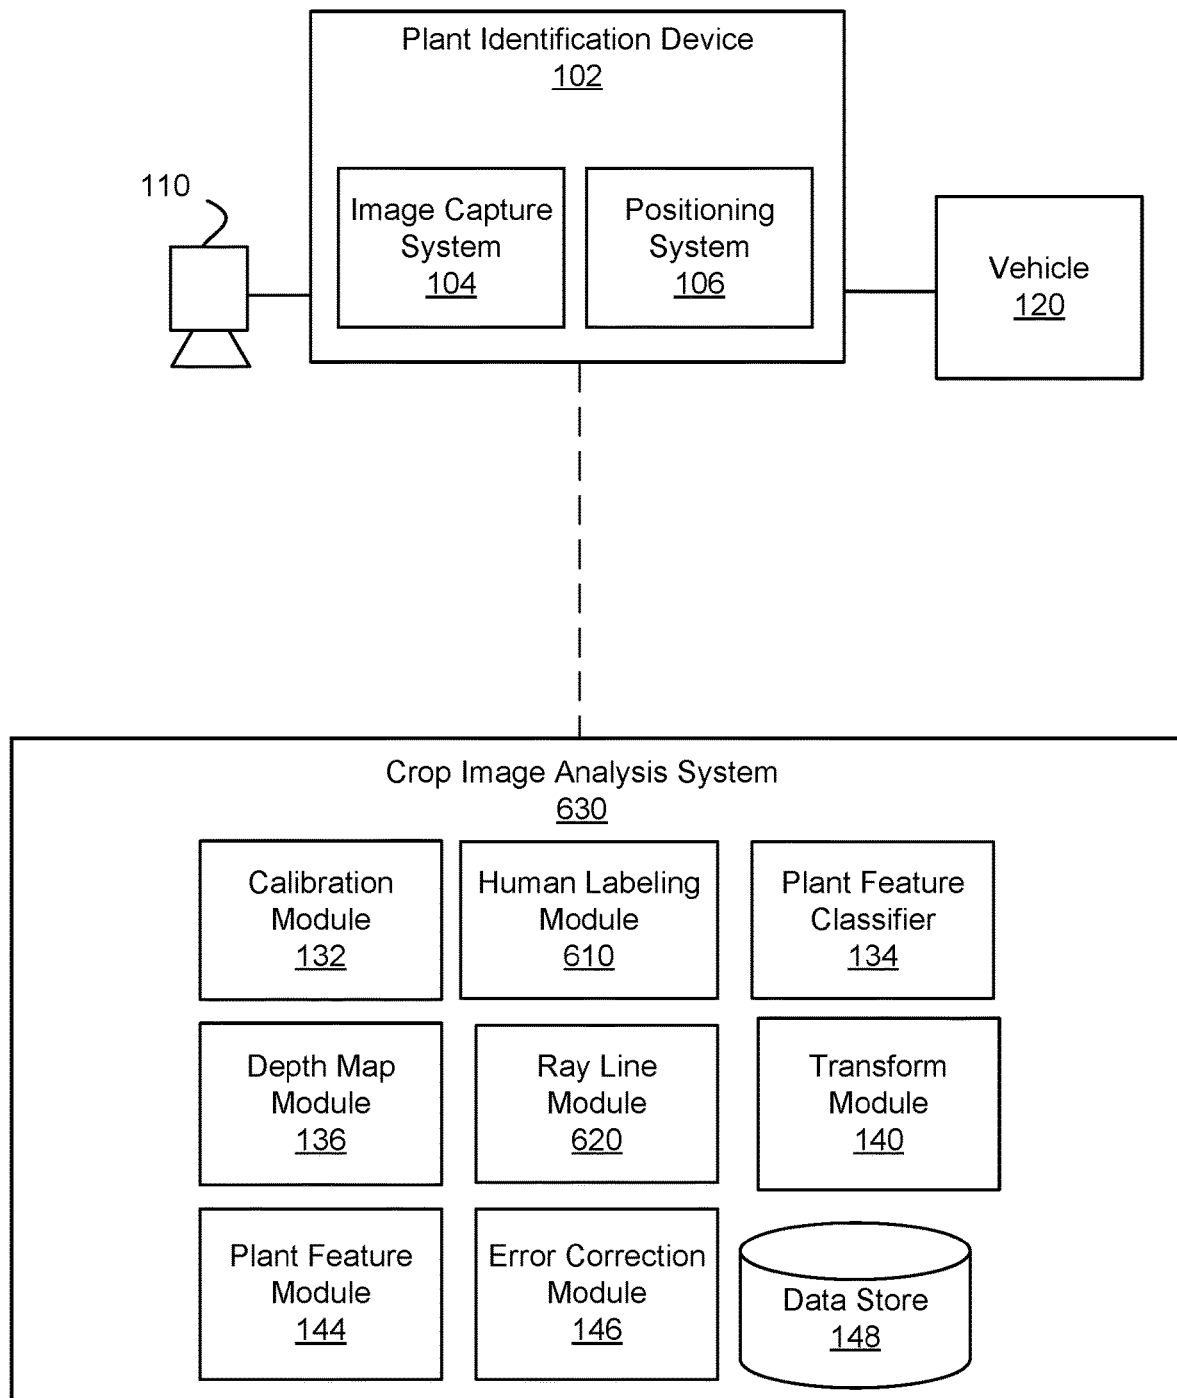 Plant Identification Device
102
110
Image Capture
System
104
Positioning
System
106
Vehicle
120
Crop Image Analysis System
630
Calibration
Module
132
Human Labeling
Module
610
Plant Feature
Classifier
134
Depth Map
Module
136
Ray Line
Module
620
Transform
Module
140
Plant Feature
Module
144
Error Correction
Module
146
Data Store
148